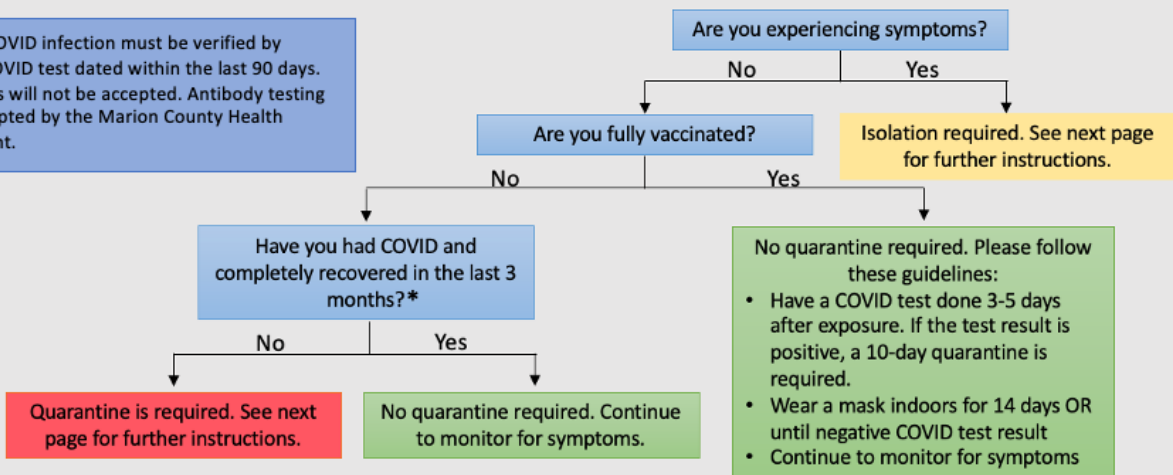 OVID infection must be verified by
OVID test dated within the last 90 days.
s will not be accepted. Antibody testing
pted by the Marion County Health
nt.
Are you experiencing symptoms?
No
Yes
Are you fully vaccinated?
Isolation required. See next page
for further instructions.
No
Yes
Have you had COVID and
completely recovered in the last 3
months?*
No quarantine required. Please follow
these guidelines:
• Have a COVID test done 3-5 days
after exposure. If the test result is
positive, a 10-day quarantine is
required.
• Wear a mask indoors for 14 days OR
until negative COVID test result
• Continue to monitor for symptoms
No
Yes
Quarantine is required. See next
page for further instructions.
No quarantine required. Continue
to monitor for symptoms.